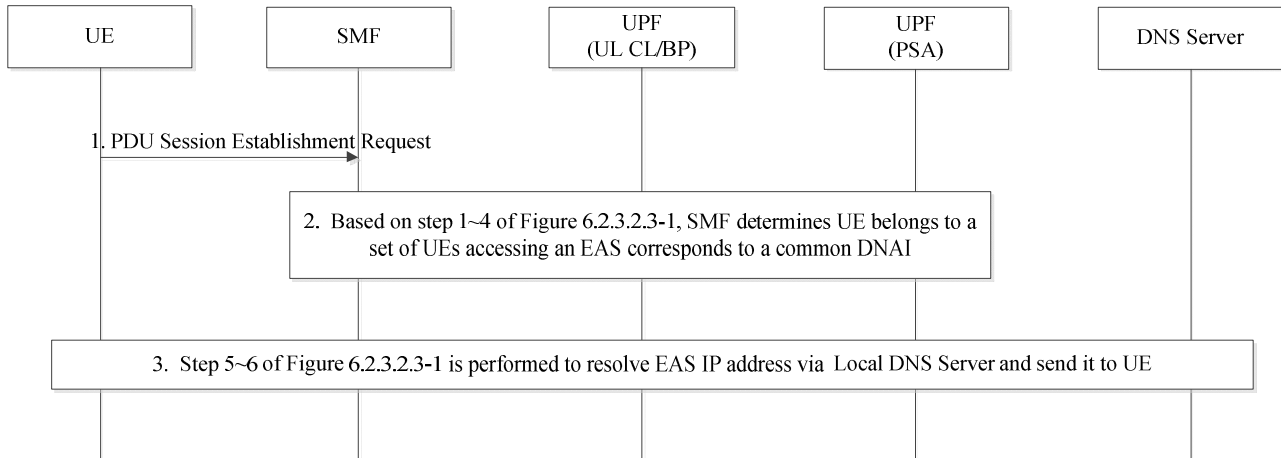 UE
SMF
UPF
(UL CL/BP)
UPF
(PSA)
DNS Server
1. PDU Session Establishment Request
2. Based on step 1~4 of Figure 6.2.3.2.3-1, SMF determines UE belongs to a
set of UEs accessing an EAS corresponds to a common DNAI
3. Step 5~6 of Figure 6.2.3.2.3-1 is performed to resolve EAS IP address via Local DNS Server and send it to UE